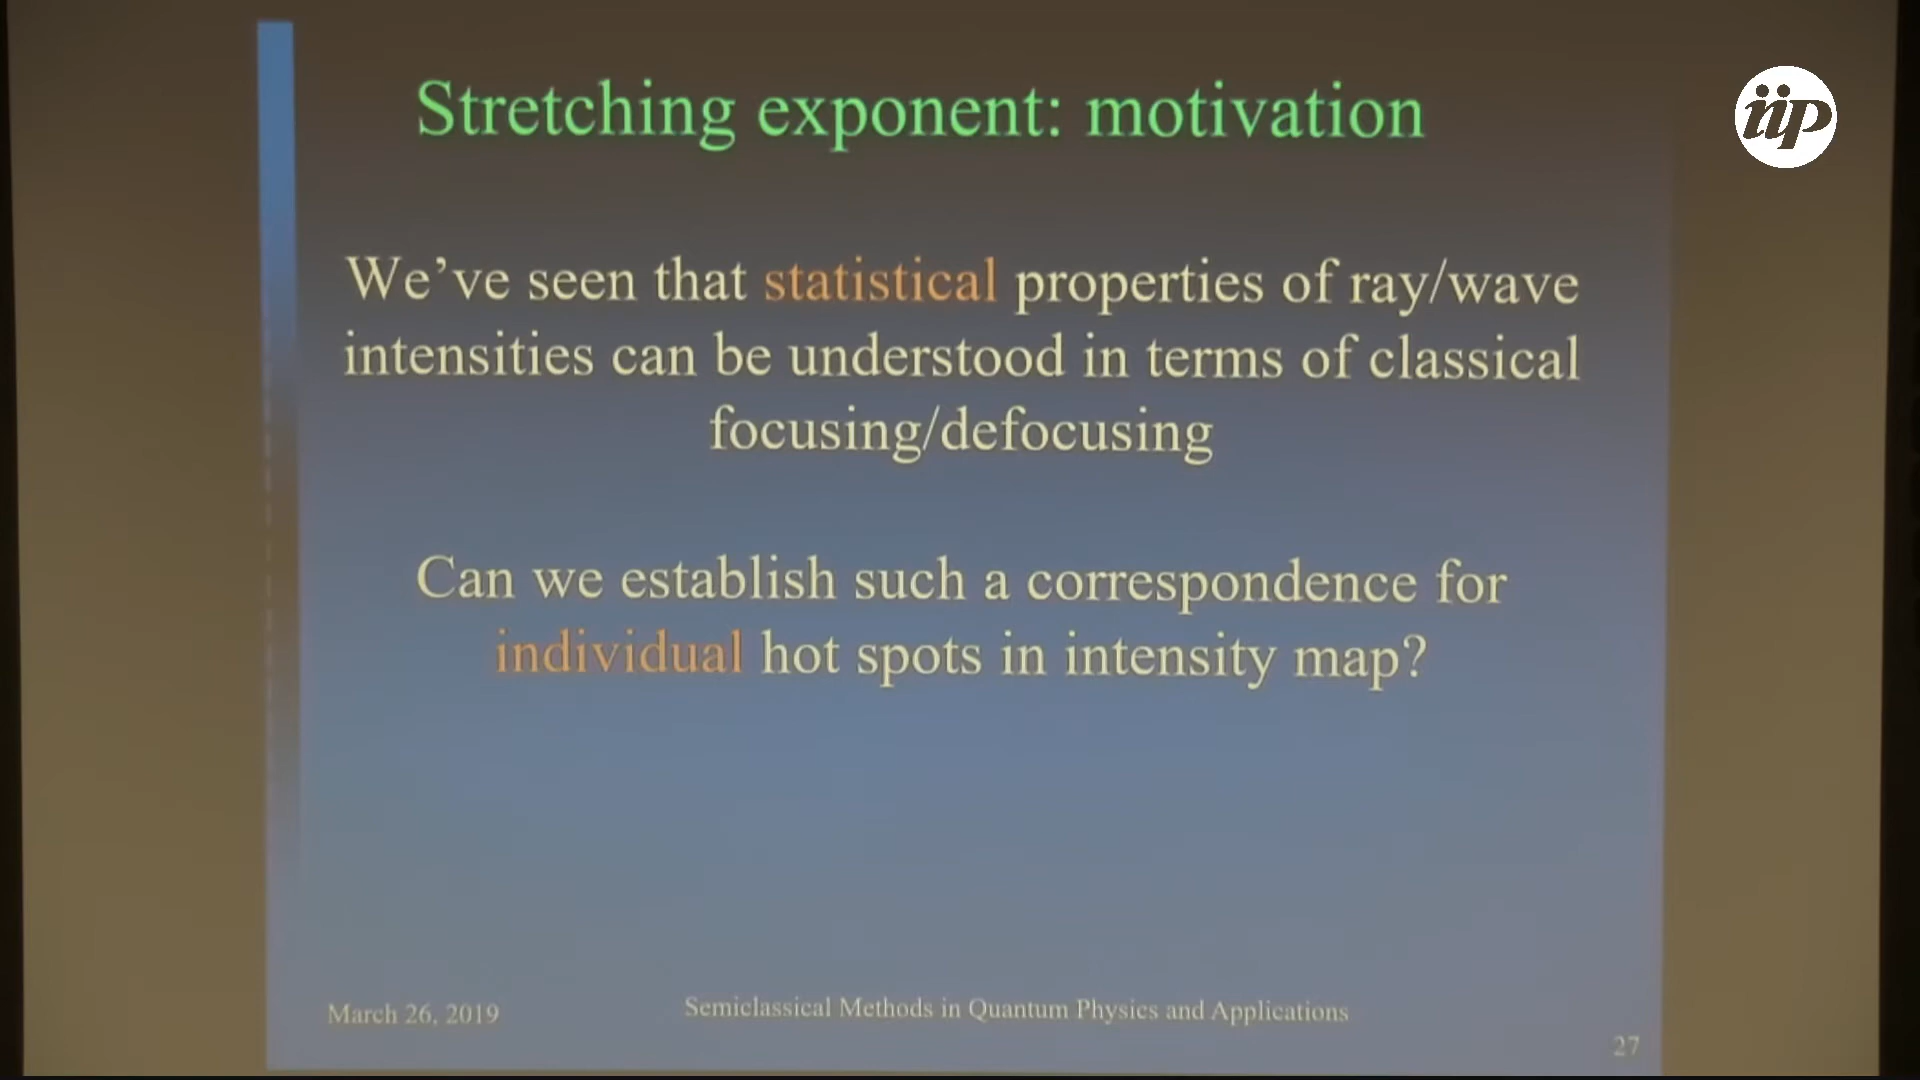 Stretching exponent: motivation
iip
We've seen that statistical properties of ray/wave
intensities can be understood in terms of classical
focusing/defocusing
Can we establish such a correspondence for
individual hot spots in intensity map?
March 26, 2019
Semiclassical Methods in Quantum Physics and Applications
27